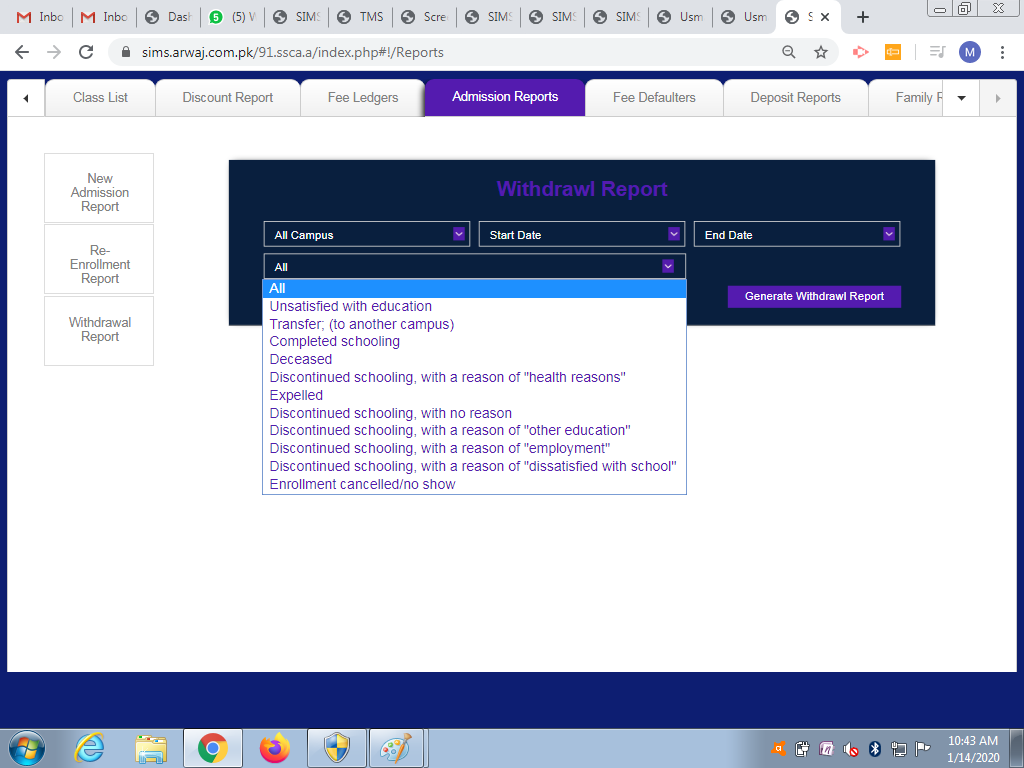 Inbo
Inbo
Dash
5
(5) W
SIMS
TMS
Scre
SIMS
SIMS
SIMS
Usm
Usm
S
sims.arwaj.com.pk/91.ssca.a/index.php#!/Reports
M
Class List
Discount Report
Fee Ledgers
Admission Reports
Fee Defaulters
Deposit Reports
Family R
New
Admission
Report
Re-
Enrollment
Report
Withdrawal
Report
Withdrawl Report
All Campus
Start Date
End Date
All
Generate Withdrawl Report
All
Unsatisfied with education
Transfer; (to another campus)
Completed schooling
Deceased
Discontinued schooling, with a reason of "health reasons"
Expelled
Discontinued schooling, with no reason
Discontinued schooling, with a reason of "other education"
Discontinued schooling, with a reason of "employment"
Discontinued schooling, with a reason of "dissatisfied with school"
Enrollment cancelled/no show
10:43 AM
1/14/2020